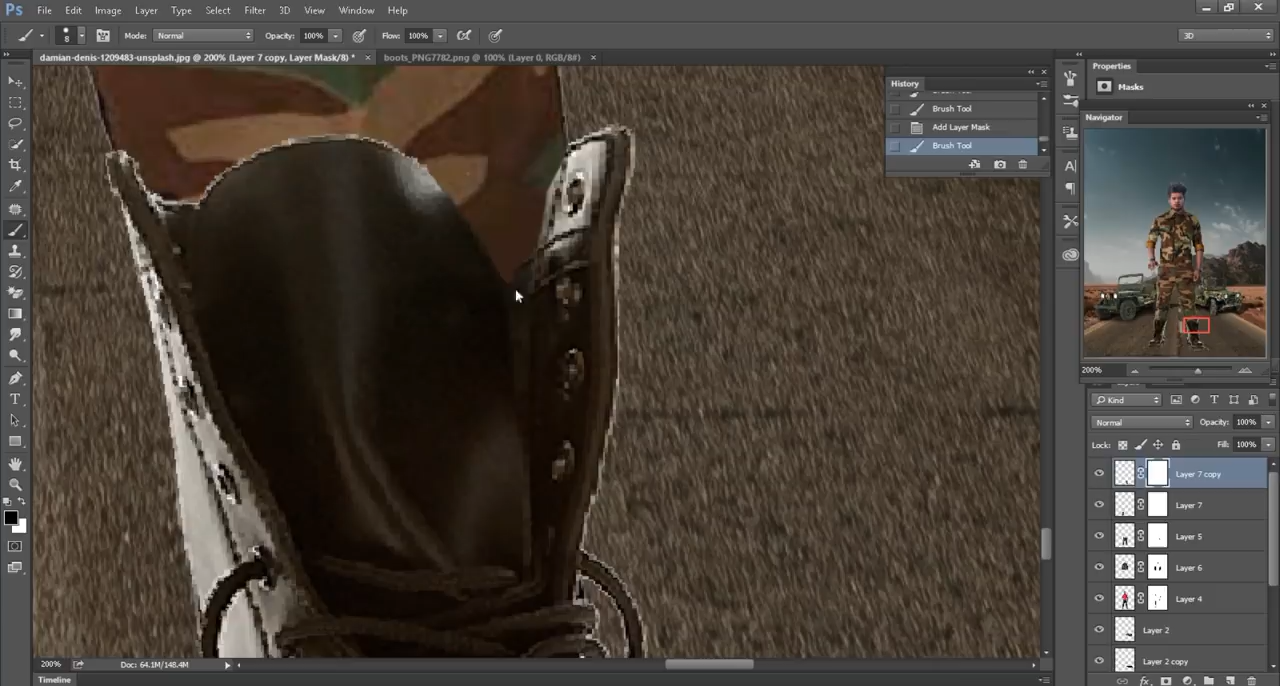 Ps File Edit Image Layer Type Select Filter 3D View Window Help
Mode: Normal Opacity: 100% Flow: 100% 3D
damian-denis-1209483-unsplash.jpg @ 200% (Layer 7 copy, Layer Mask/8) * × boots_PNG7782.png @ 100% (Layer 0, RGB/8#) ×
8
Properties
Masks
History
Brush Tool
Add Layer Mask
Brush Tool
Navigator
200%
Layers
Kind
Normal Opacity: 100%
Lock: Fill: 100%
Layer 7 copy
Layer 7
Layer 5
Layer 6
Layer 4
Layer 2
Layer 2 copy
fx
200% Doc: 64.1M/148.4M
Timeline